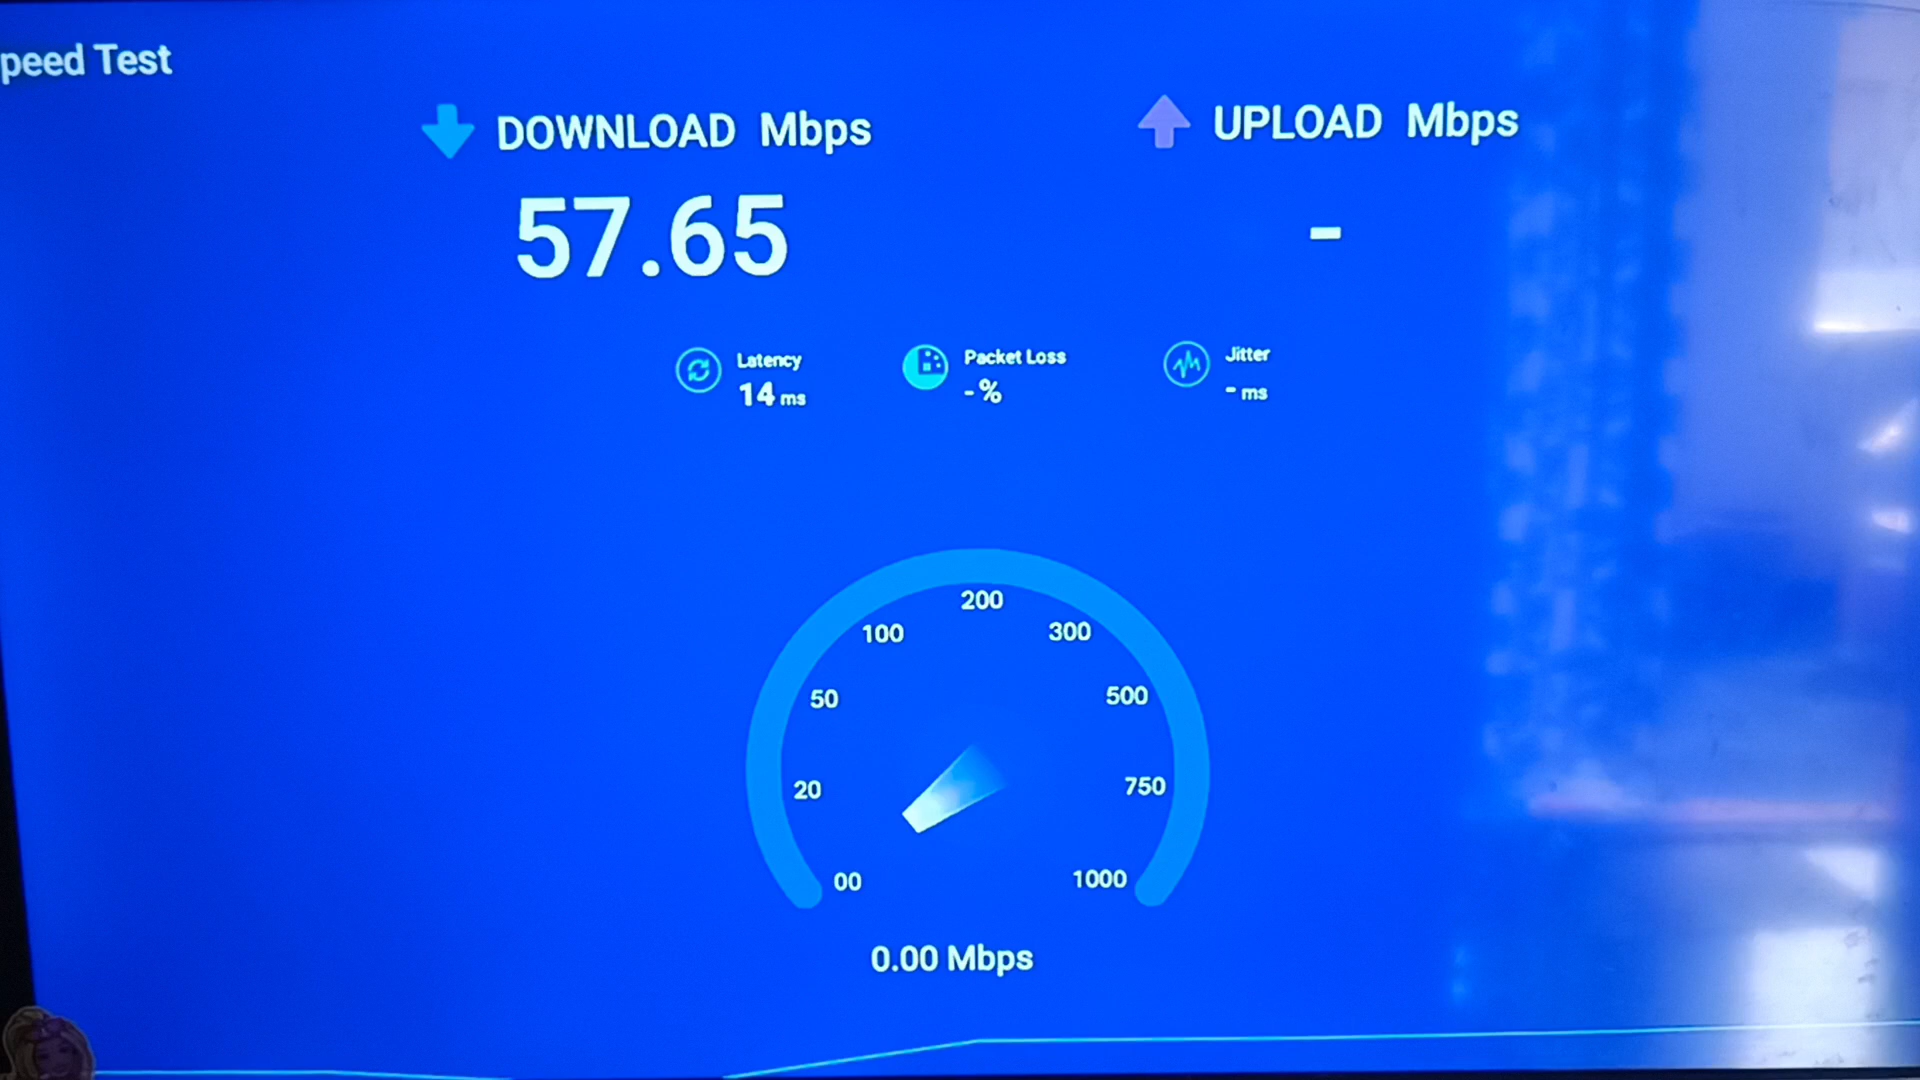 peed Test
DOWNLOAD Mbps
57.65
UPLOAD Mbps
-
Latency
14 ms
Packet Loss
- %
Jitter
- ms
00
20
50
100
200
300
500
750
1000
0.00 Mbps